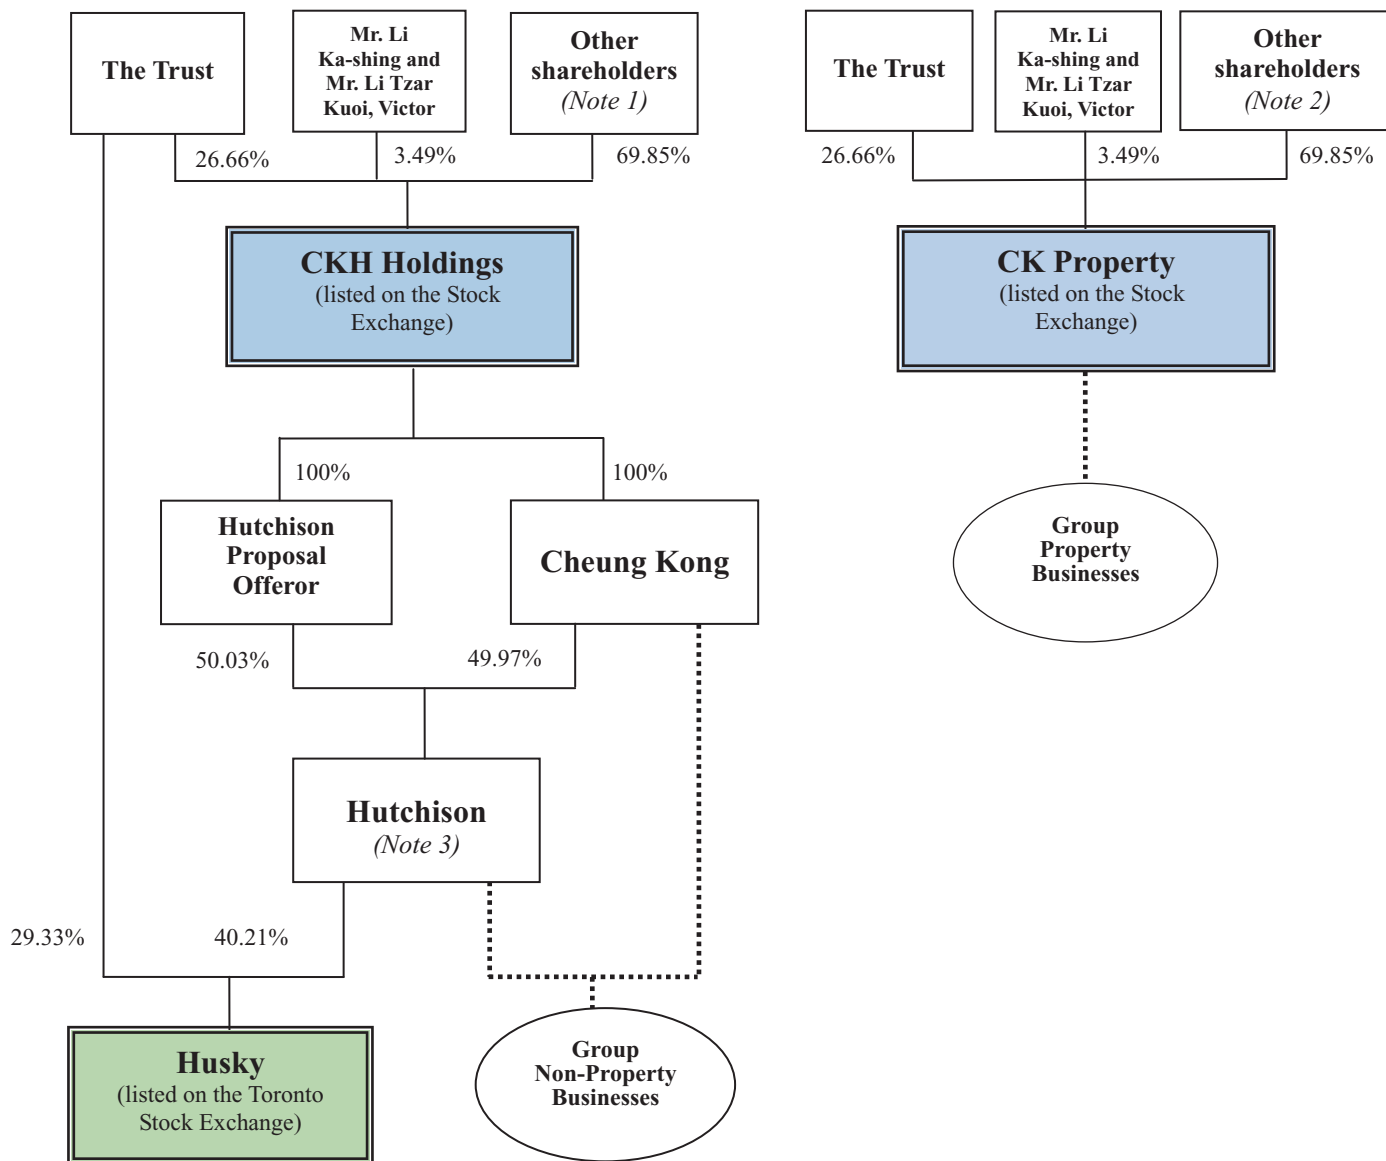 The Trust
Mr. Li
Ka-shing and
Mr. Li Tzar
Kuoi, Victor
Other
shareholders
(Note 1)
26.66%
3.49%
69.85%
CKH Holdings
(listed on the Stock
Exchange)
100%
100%
Hutchison
Proposal
Offeror
Cheung Kong
50.03%
49.97%
Hutchison
(Note 3)
29.33%
40.21%
Husky
(listed on the Toronto
Stock Exchange)
Group
Non-Property
Businesses
The Trust
Mr. Li
Ka-shing and
Mr. Li Tzar
Kuoi, Victor
Other
shareholders
(Note 2)
26.66%
3.49%
69.85%
CK Property
(listed on the Stock
Exchange)
Group
Property
Businesses